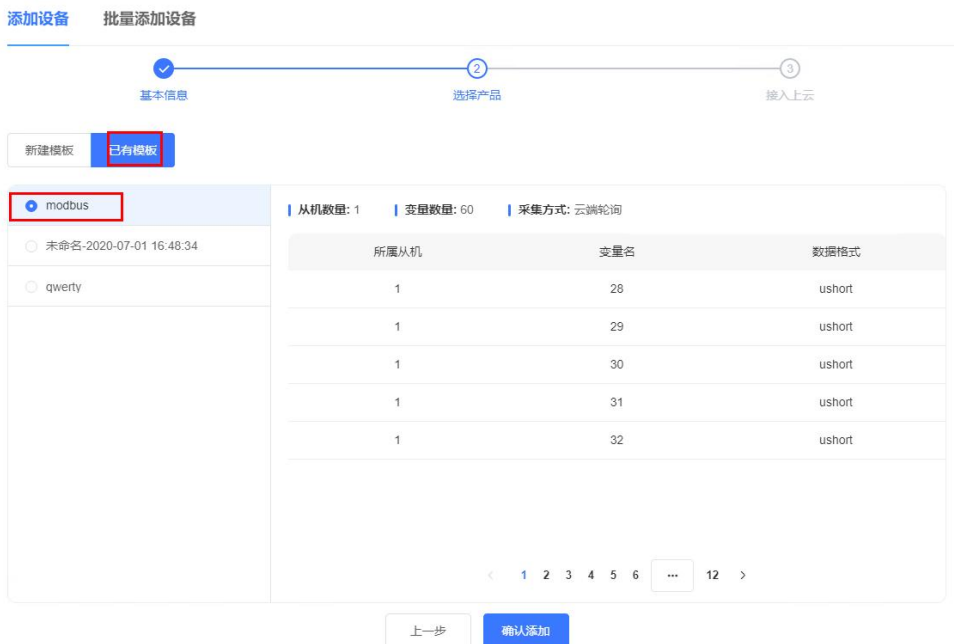 添加设备 批量添加设备
2 3
基本信息 选择产品 接入上云
新建模板 已有模板
modbus
未命名-2020-07-01 16:48:34
qwerty
从机数量: 1 变量数量: 60 采集方式: 云端轮询
所属从机 变量名 数据格式
1 28 ushort
1 29 ushort
1 30 ushort
1 31 ushort
1 32 ushort
< 1 2 3 4 5 6 ... 12 >
上一步 确认添加